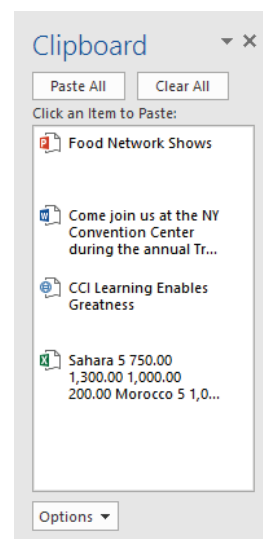 Clipboard
Paste All Clear All
Click an Item to Paste:
Food Network Shows
Come join us at the NY
Convention Center
during the annual Tr...
CCI Learning Enables
Greatness
Sahara 5 750.00
1,300.00 1,000.00
200.00 Morocco 5 1,0...
Options